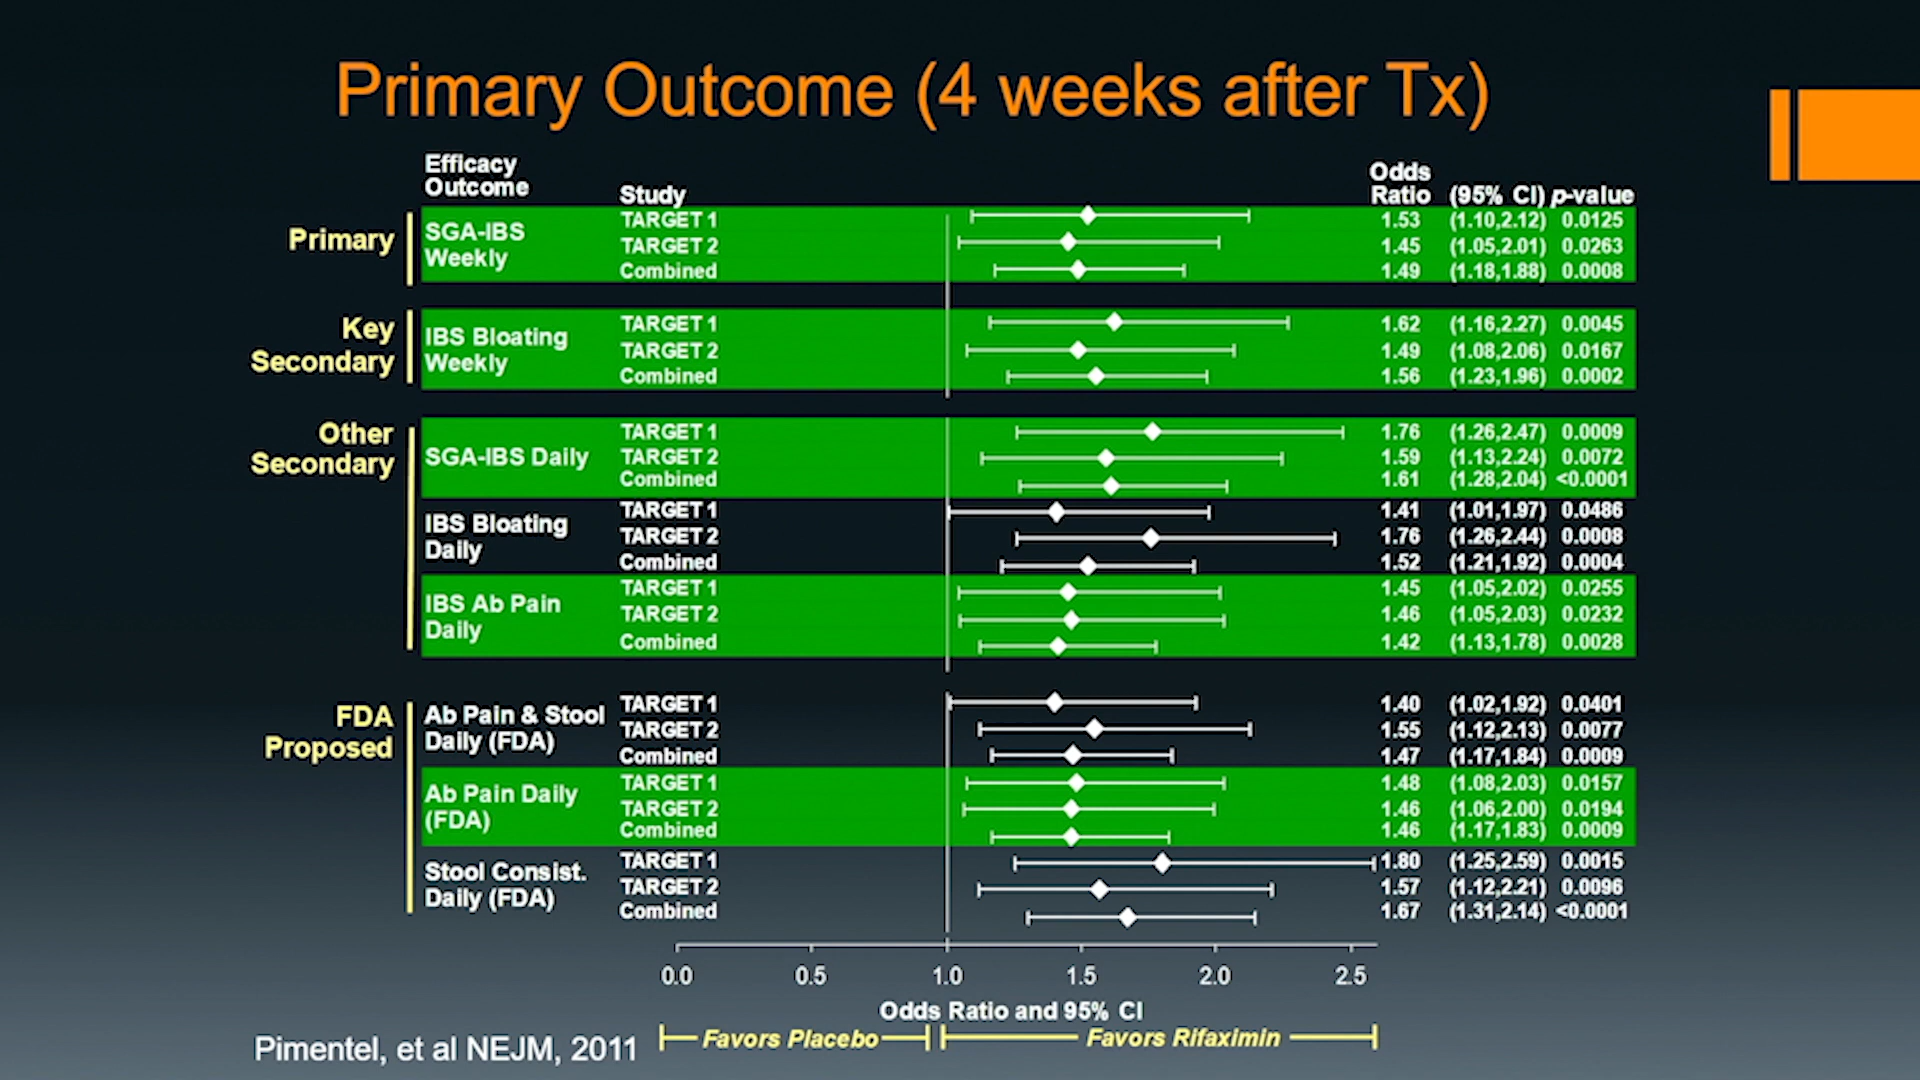 Primary Outcome (4 weeks after Tx)
Efficacy
Outcome
Study
Odds
Ratio
(95% CI) p-value
Primary
SGA-IBS
Weekly
TARGET 1 1.53 (1.10,2.12) 0.0125
TARGET 2 1.45 (1.05,2.01) 0.0263
Combined 1.49 (1.18,1.88) 0.0008
Key
Secondary
IBS Bloating
Weekly
TARGET 1 1.62 (1.16,2.27) 0.0045
TARGET 2 1.49 (1.08,2.06) 0.0167
Combined 1.56 (1.23,1.96) 0.0002
Other
Secondary
SGA-IBS Daily
TARGET 1 1.76 (1.26,2.47) 0.0009
TARGET 2 1.59 (1.13,2.24) 0.0072
Combined 1.61 (1.28,2.04) <0.0001
IBS Bloating
Daily
TARGET 1 1.41 (1.01,1.97) 0.0486
TARGET 2 1.76 (1.26,2.44) 0.0008
Combined 1.52 (1.21,1.92) 0.0004
IBS Ab Pain
Daily
TARGET 1 1.45 (1.05,2.02) 0.0255
TARGET 2 1.46 (1.05,2.03) 0.0232
Combined 1.42 (1.13,1.78) 0.0028
FDA
Proposed
Ab Pain & Stool
Daily (FDA)
TARGET 1 1.40 (1.02,1.92) 0.0401
TARGET 2 1.55 (1.12,2.13) 0.0077
Combined 1.47 (1.17,1.84) 0.0009
Ab Pain Daily
(FDA)
TARGET 1 1.48 (1.08,2.03) 0.0157
TARGET 2 1.46 (1.06,2.00) 0.0194
Combined 1.46 (1.17,1.83) 0.0009
Stool Consist.
Daily (FDA)
TARGET 1 1.80 (1.25,2.59) 0.0015
TARGET 2 1.57 (1.12,2.21) 0.0096
Combined 1.67 (1.31,2.14) <0.0001
0.0 0.5 1.0 1.5 2.0 2.5
Odds Ratio and 95% CI
Favors Placebo Favors Rifaximin
Pimentel, et al NEJM, 2011